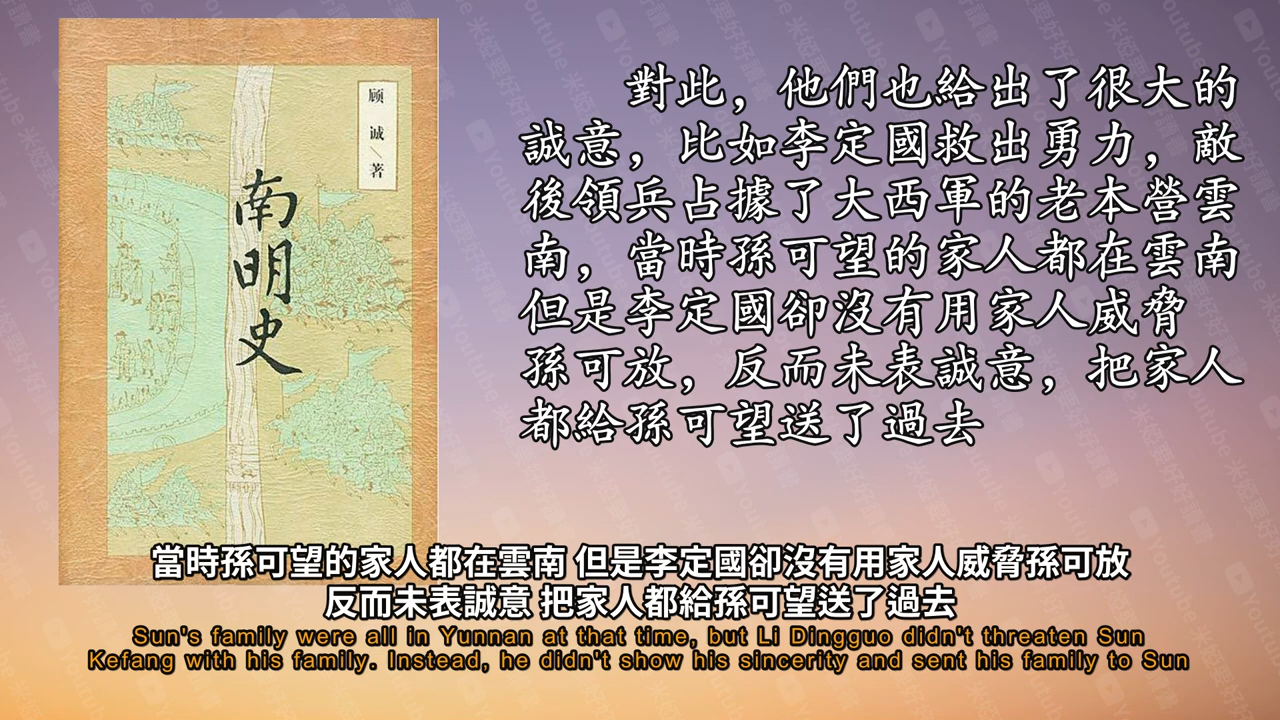 顾诚\著
南明史
對此，他們也給出了很大的
誠意，比如李定國救出勇力，敵
後領兵占據了大西軍的老本營雲
南，當時孫可望的家人都在雲南
但是李定國卻沒有用家人威脅
孫可放，反而未表誠意，把家人
都給孫可望送了過去
當時孫可望的家人都在雲南 但是李定國卻沒有用家人威脅孫可放
反而未表誠意 把家人都給孫可望送了過去
Sun's family were all in Yunnan at that time, but Li Dingguo didn't threaten Sun
Kefang with his family. Instead, he didn't show his sincerity and sent his family to Sun